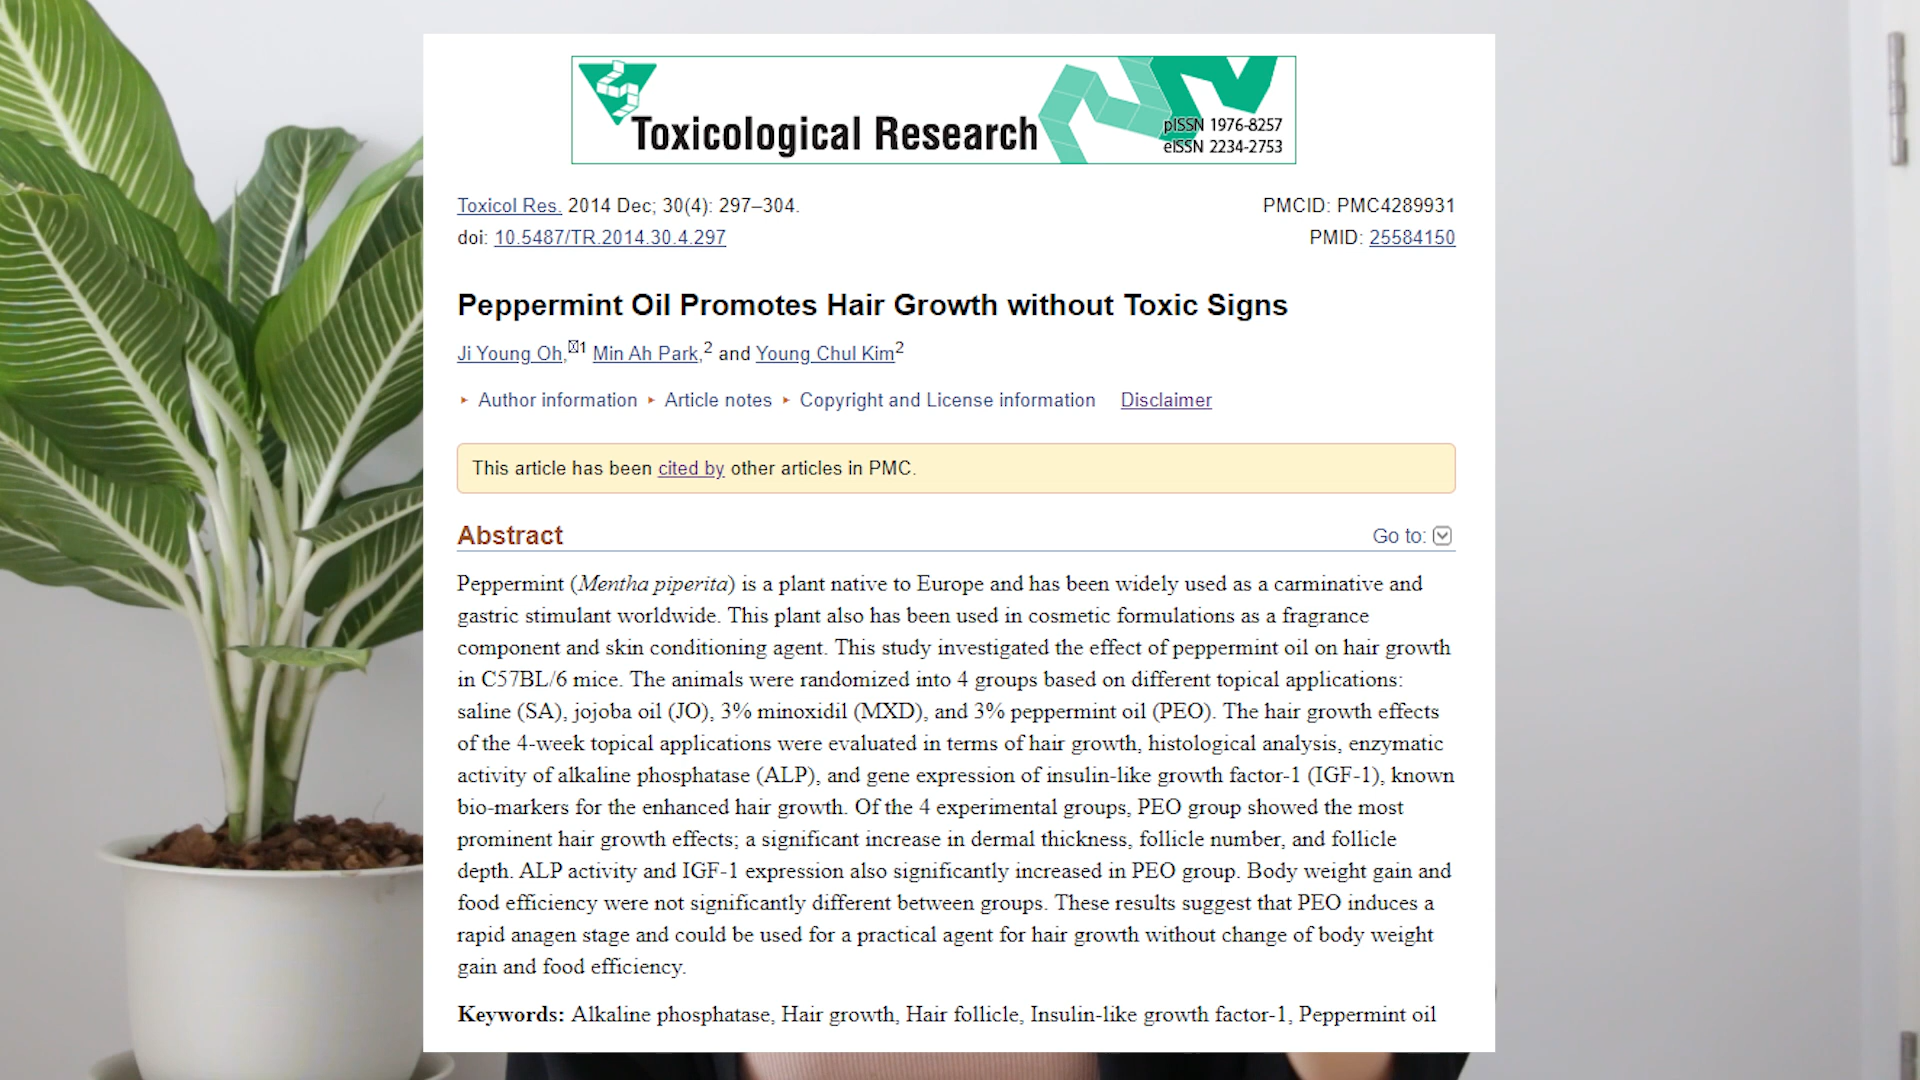 Toxicological Research
pISSN 1976-8257
eISSN 2234-2753
Toxicol Res. 2014 Dec; 30(4): 297–304.
PMCID: PMC4289931
doi: 10.5487/TR.2014.30.4.297
PMID: 25584150
Peppermint Oil Promotes Hair Growth without Toxic Signs
Ji Young Oh,1 Min Ah Park,2 and Young Chul Kim2
Author information Article notes Copyright and License information Disclaimer
This article has been cited by other articles in PMC.
Abstract
Go to:
Peppermint (Mentha piperita) is a plant native to Europe and has been widely used as a carminative and
gastric stimulant worldwide. This plant also has been used in cosmetic formulations as a fragrance
component and skin conditioning agent. This study investigated the effect of peppermint oil on hair growth
in C57BL/6 mice. The animals were randomized into 4 groups based on different topical applications:
saline (SA), jojoba oil (JO), 3% minoxidil (MXD), and 3% peppermint oil (PEO). The hair growth effects
of the 4-week topical applications were evaluated in terms of hair growth, histological analysis, enzymatic
activity of alkaline phosphatase (ALP), and gene expression of insulin-like growth factor-1 (IGF-1), known
bio-markers for the enhanced hair growth. Of the 4 experimental groups, PEO group showed the most
prominent hair growth effects; a significant increase in dermal thickness, follicle number, and follicle
depth. ALP activity and IGF-1 expression also significantly increased in PEO group. Body weight gain and
food efficiency were not significantly different between groups. These results suggest that PEO induces a
rapid anagen stage and could be used for a practical agent for hair growth without change of body weight
gain and food efficiency.
Keywords: Alkaline phosphatase, Hair growth, Hair follicle, Insulin-like growth factor-1, Peppermint oil